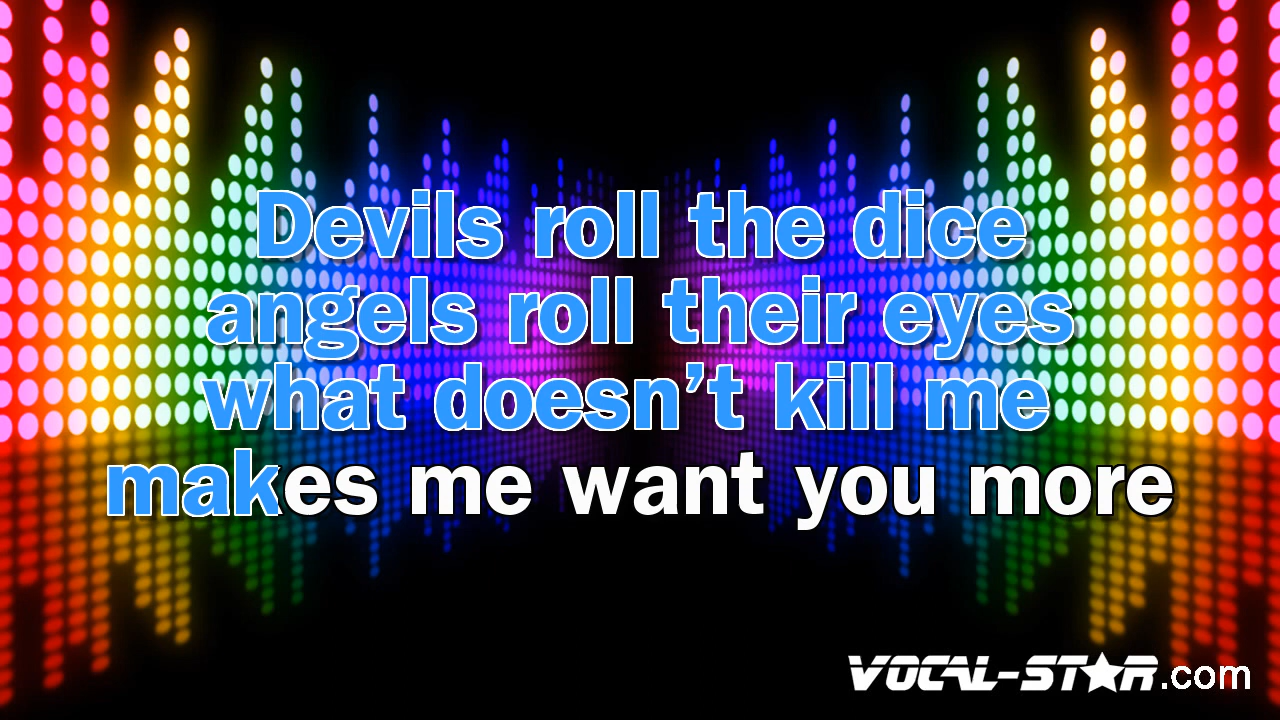 Devils roll the dice
angels roll their eyes
what doesn’t kill me
makes me want you more
VOCAL-STAR.com